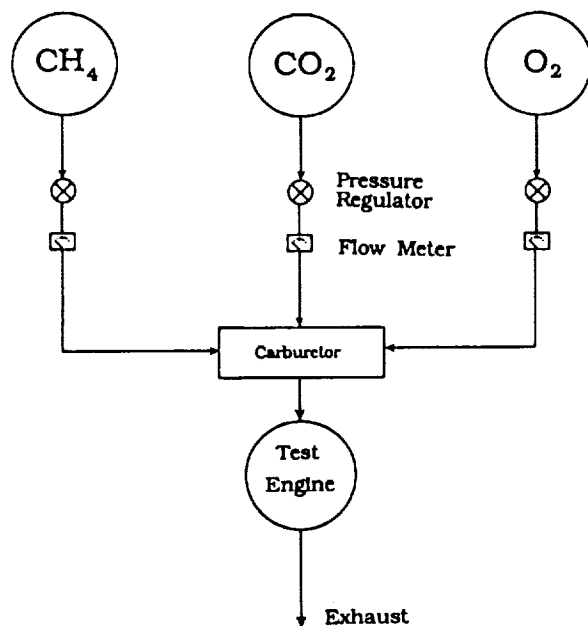 CH₄
CO₂
O₂
Pressure
Regulator
Flow Meter
Carburetor
Test
Engine
Exhaust